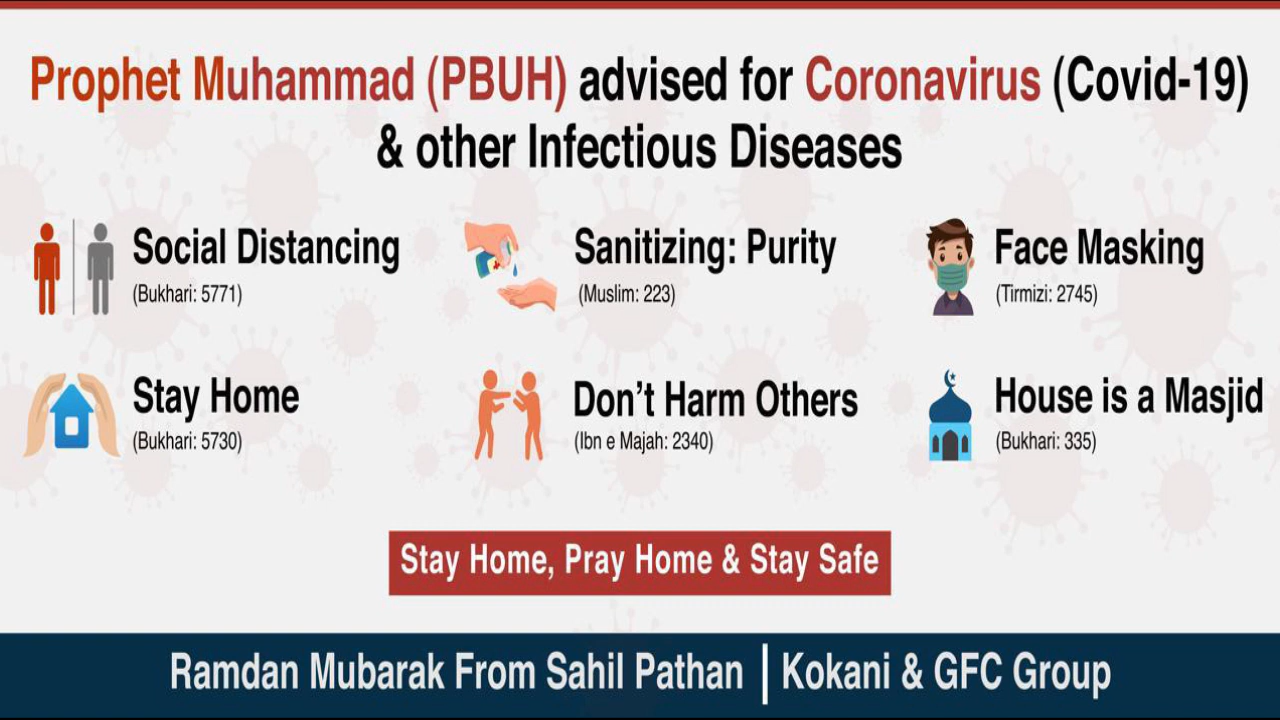 Prophet Muhammad (PBUH) advised for Coronavirus (Covid-19)
& other Infectious Diseases
Social Distancing
(Bukhari: 5771)
Sanitizing: Purity
(Muslim: 223)
Face Masking
(Tirmizi: 2745)
Stay Home
(Bukhari: 5730)
Don't Harm Others
(Ibn e Majah: 2340)
House is a Masjid
(Bukhari: 335)
Stay Home, Pray Home & Stay Safe
Ramdan Mubarak From Sahil Pathan | Kokani & GFC Group